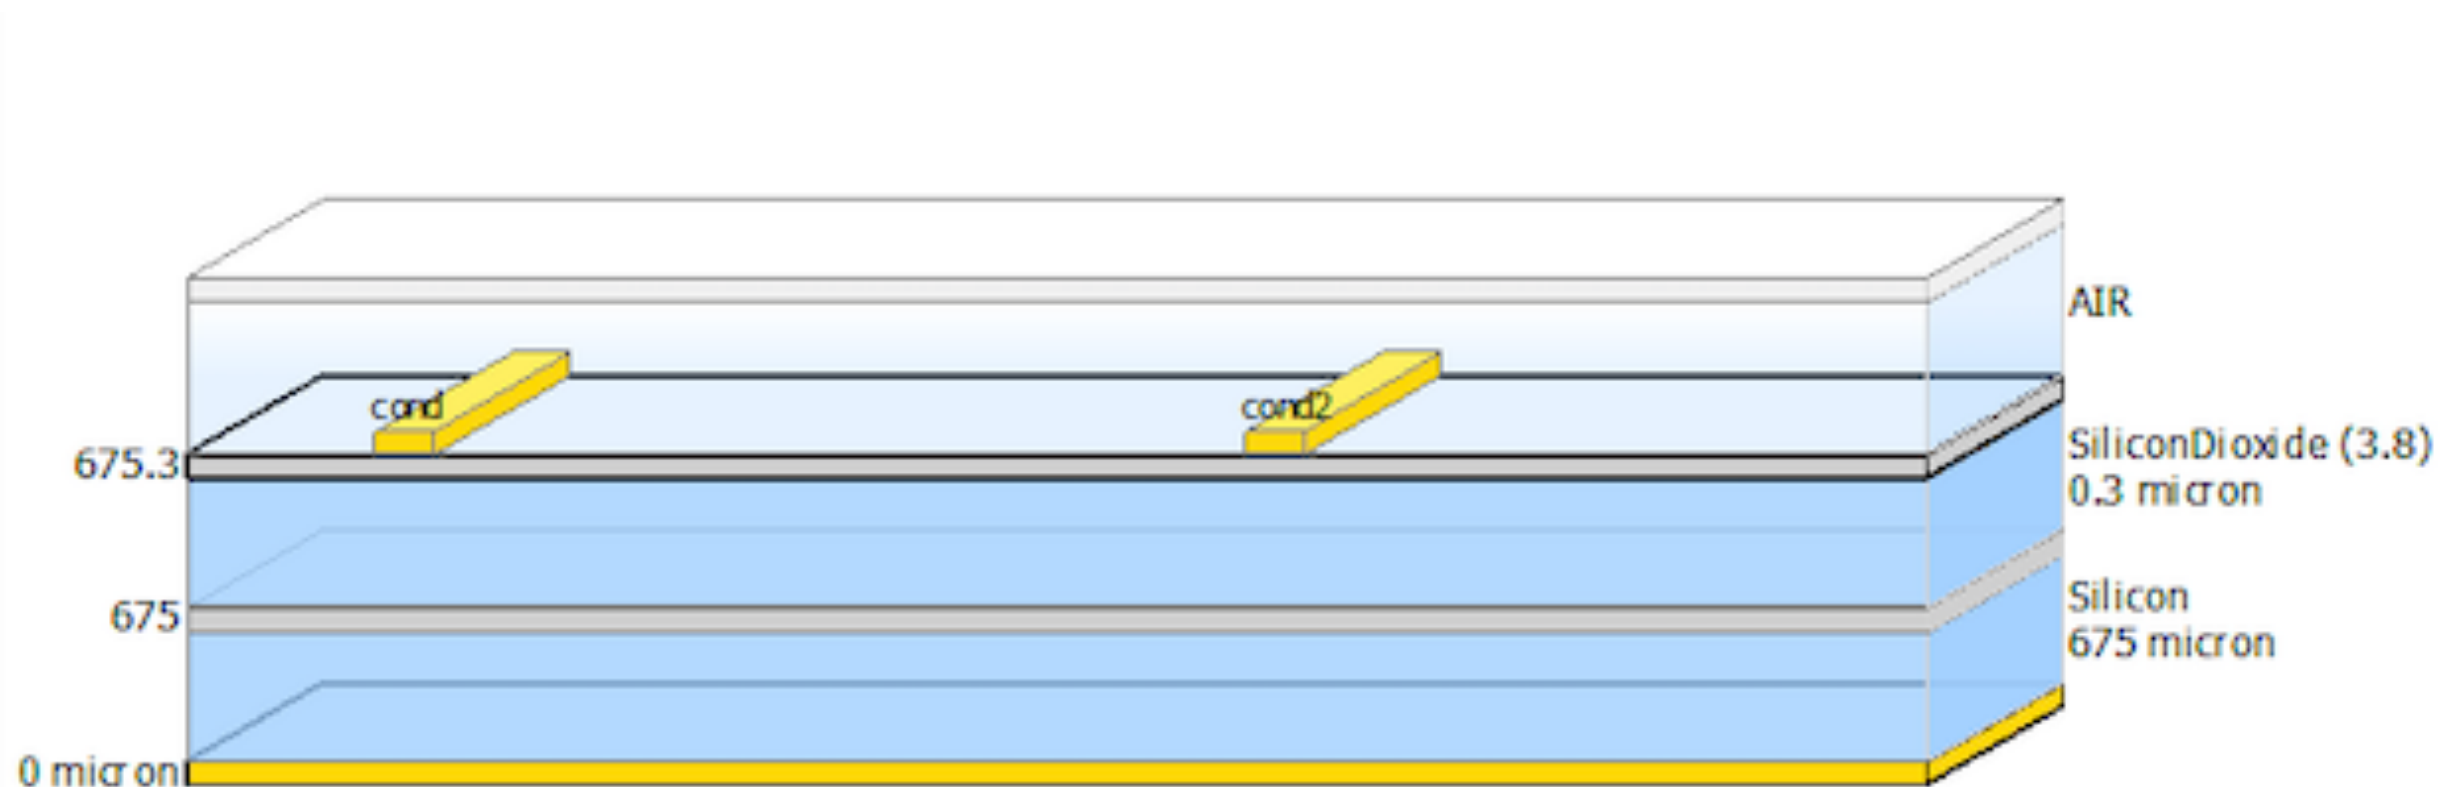 AIR
cond
cond2
675.3
SiliconDioxide (3.8)
0.3 micron
675
Silicon
675 micron
0 micron